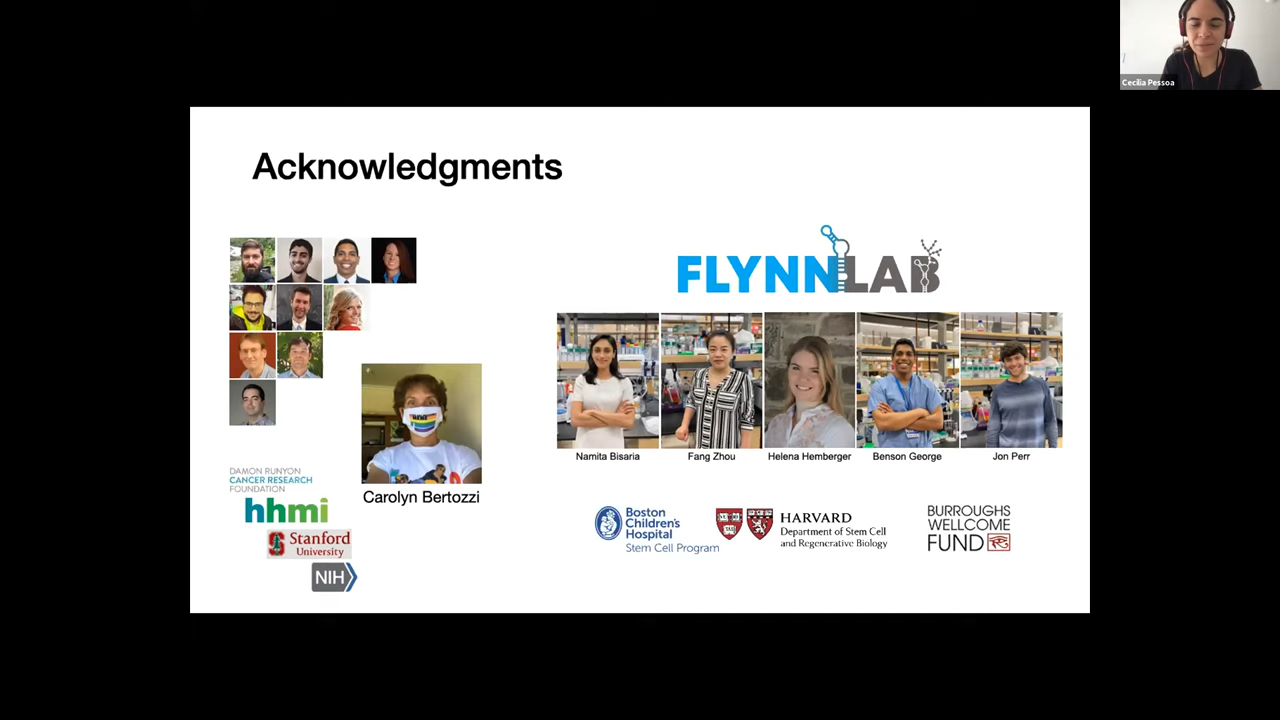 Cecilia Pessoa
Acknowledgments
FLYNN LAB
Namita Bisaria
Fang Zhou
Helena Hemberger
Benson George
Jon Perr
Carolyn Bertozzi
DAMON RUNYON
CANCER RESEARCH
FOUNDATION
hhmi
Stanford
University
NIH
Boston
Children's
Hospital
Stem Cell Program
HARVARD
Department of Stem Cell
and Regenerative Biology
BURROUGHS
WELLCOME
FUND